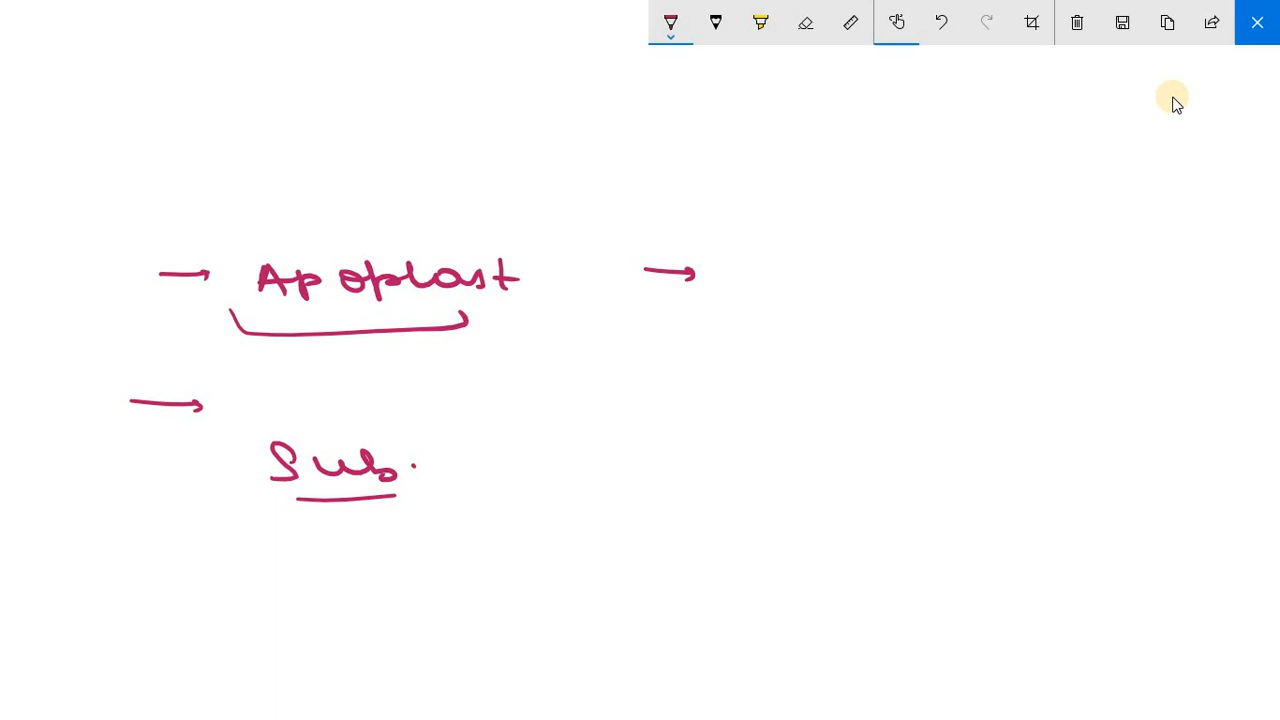 → Apoplast →
→
Sub.